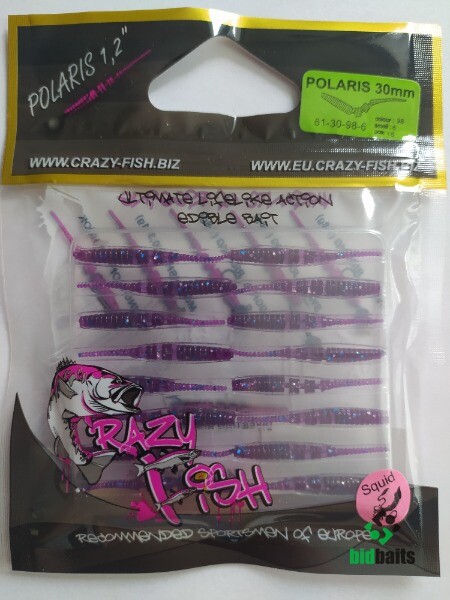 POLARIS 1,2"
POLARIS 30mm
61-30-98-6
WWW.CRAZY-FISH.BIZ
WWW.EU.CRAZY-FISH.BIZ
ULTIMATE LIFELIKE ACTION
EDIBLE BAIT
CRAZY
FISH
Squid
RECOMMENDED SPORTSMEN OF EUROPE
bidbaits